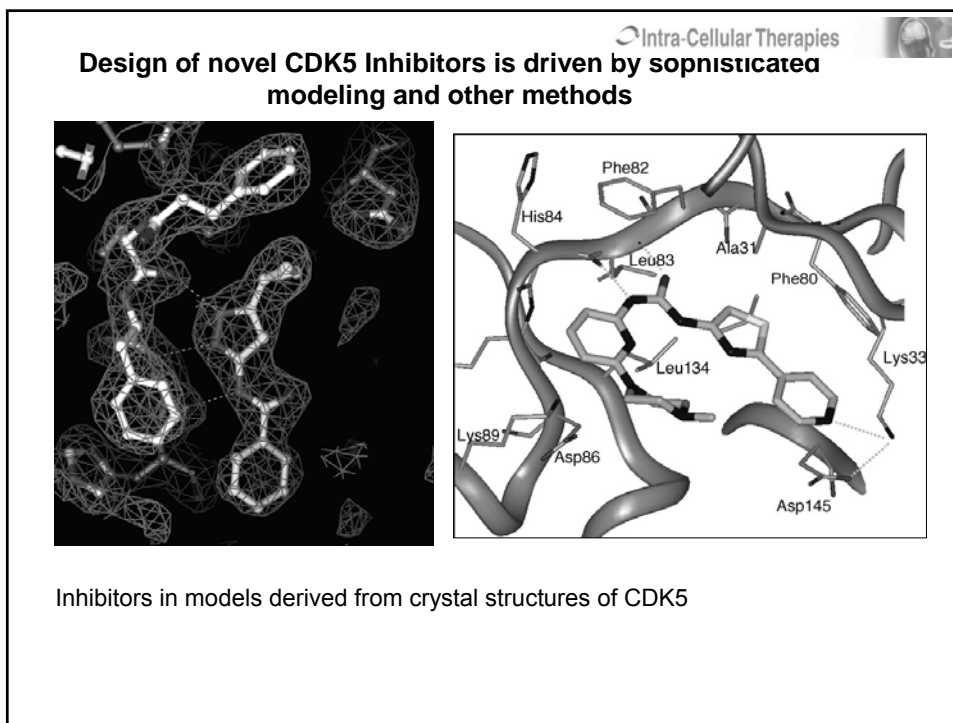 Intra-Cellular Therapies
Design of novel CDK5 Inhibitors is driven by sophisticated
modeling and other methods
Phe82
His84
Ala31
Leu83
Phe80
Lys33
Leu134
Lys89
Asp86
Asp145
Inhibitors in models derived from crystal structures of CDK5